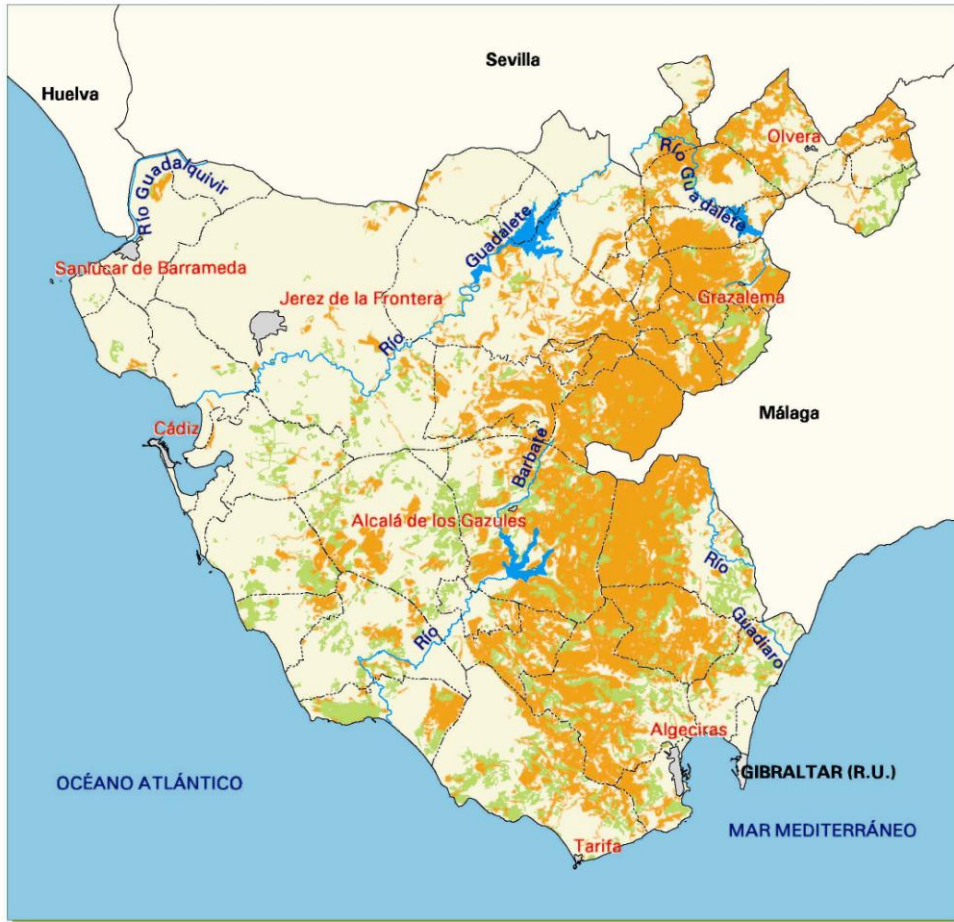 Sevilla
Huelva
Olvera
Río Guadalquivir
Río Guadalete
Guadalete
Sanlúcar de Barrameda
Jerez de la Frontera
Grazalema
Río
Málaga
Cádiz
Barbate
Alcalá de los Gazules
Río
Guadiaro
Río
Algeciras
OCÉANO ATLÁNTICO
GIBRALTAR (R.U.)
MAR MEDITERRÁNEO
Tarifa